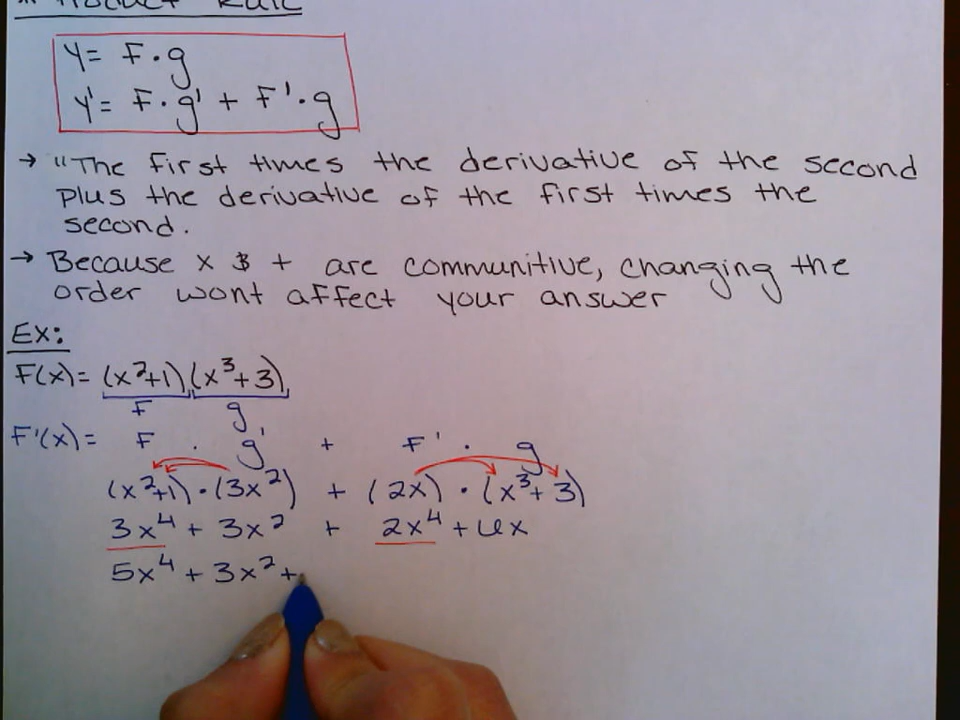 * Product Rule
y = F · g
y' = F · g' + F' · g
→ "The first times the derivative of the second
plus the derivative of the first times the
second.
→ Because x & + are communitive, changing the
order wont affect your answer
Ex:
F(x) = (x²+1)(x³+3)
F g
F'(x) = F · g' + F' · g
(x²+1) · (3x²) + (2x) · (x³+3)
3x⁴ + 3x² + 2x⁴ + 6x
5x⁴ + 3x² +